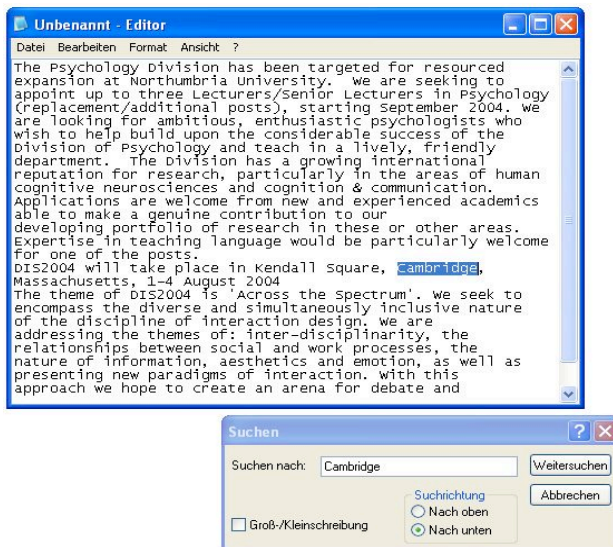 Unbenannt - Editor
Datei Bearbeiten Format Ansicht ?
The Psychology Division has been targeted for resourced
expansion at Northumbria University.  We are seeking to
appoint up to three Lecturers/Senior Lecturers in Psychology
(replacement/additional posts), starting September 2004. We
are looking for ambitious, enthusiastic psychologists who
wish to help build upon the considerable success of the
Division of Psychology and teach in a lively, friendly
department.  The Division has a growing international
reputation for research, particularly in the areas of human
cognitive neurosciences and cognition & communication.
Applications are welcome from new and experienced academics
able to make a genuine contribution to our
developing portfolio of research in these or other areas.
Expertise in teaching language would be particularly welcome
for one of the posts.
DIS2004 will take place in Kendall Square, Cambridge,
Massachusetts, 1-4 August 2004
The theme of DIS2004 is 'Across the Spectrum'. We seek to
encompass the diverse and simultaneously inclusive nature
of the discipline of interaction design. We are
addressing the themes of: inter-disciplinarity, the
relationships between social and work processes, the
nature of information, aesthetics and emotion, as well as
presenting new paradigms of interaction. With this
approach we hope to create an arena for debate and
Suchen
Suchen nach: Cambridge Weitersuchen
Suchrichtung Abbrechen
Nach oben
Groß-/Kleinschreibung Nach unten